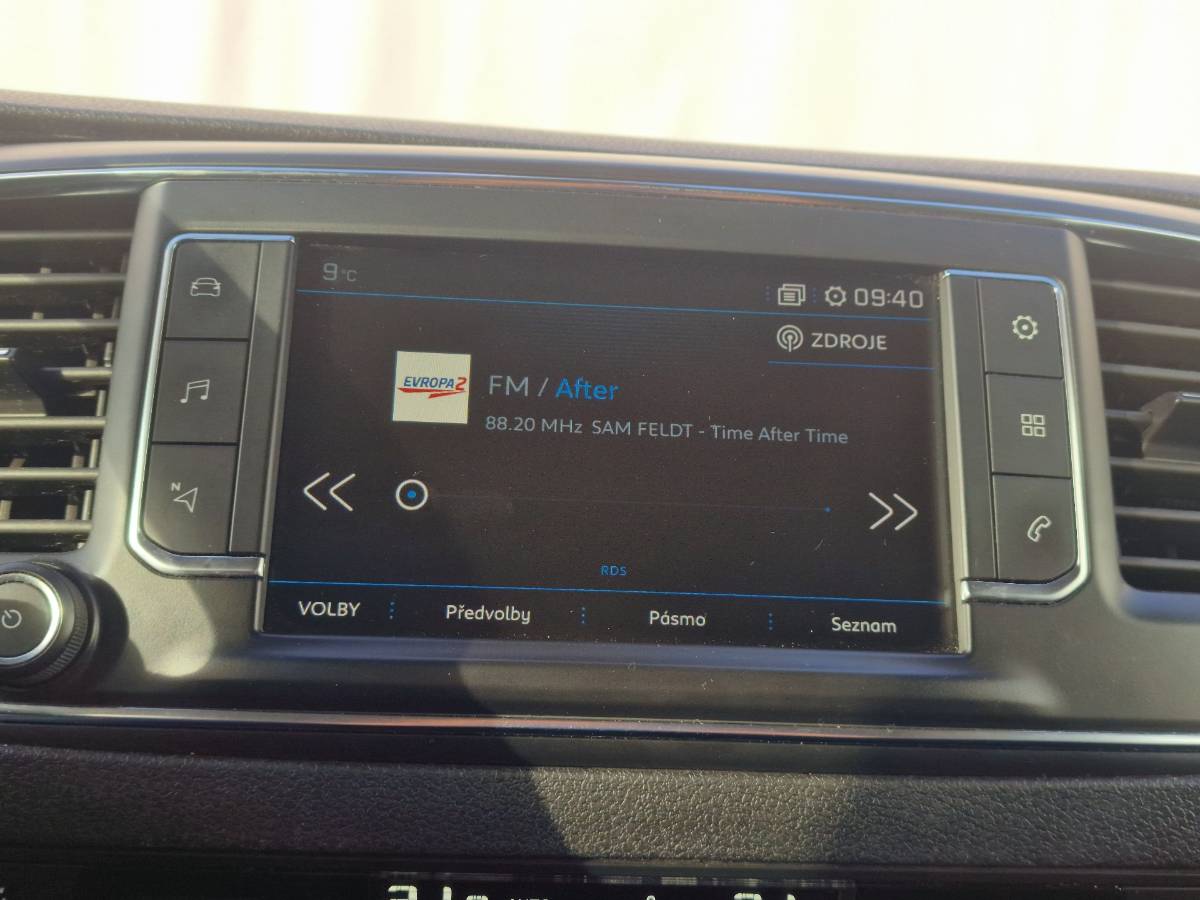 9°C
09:40
ZDROJE
EVROPA2
FM / After
88.20 MHz SAM FELDT - Time After Time
N
RDS
VOLBY Předvolby Pásmo Seznam
AUTO